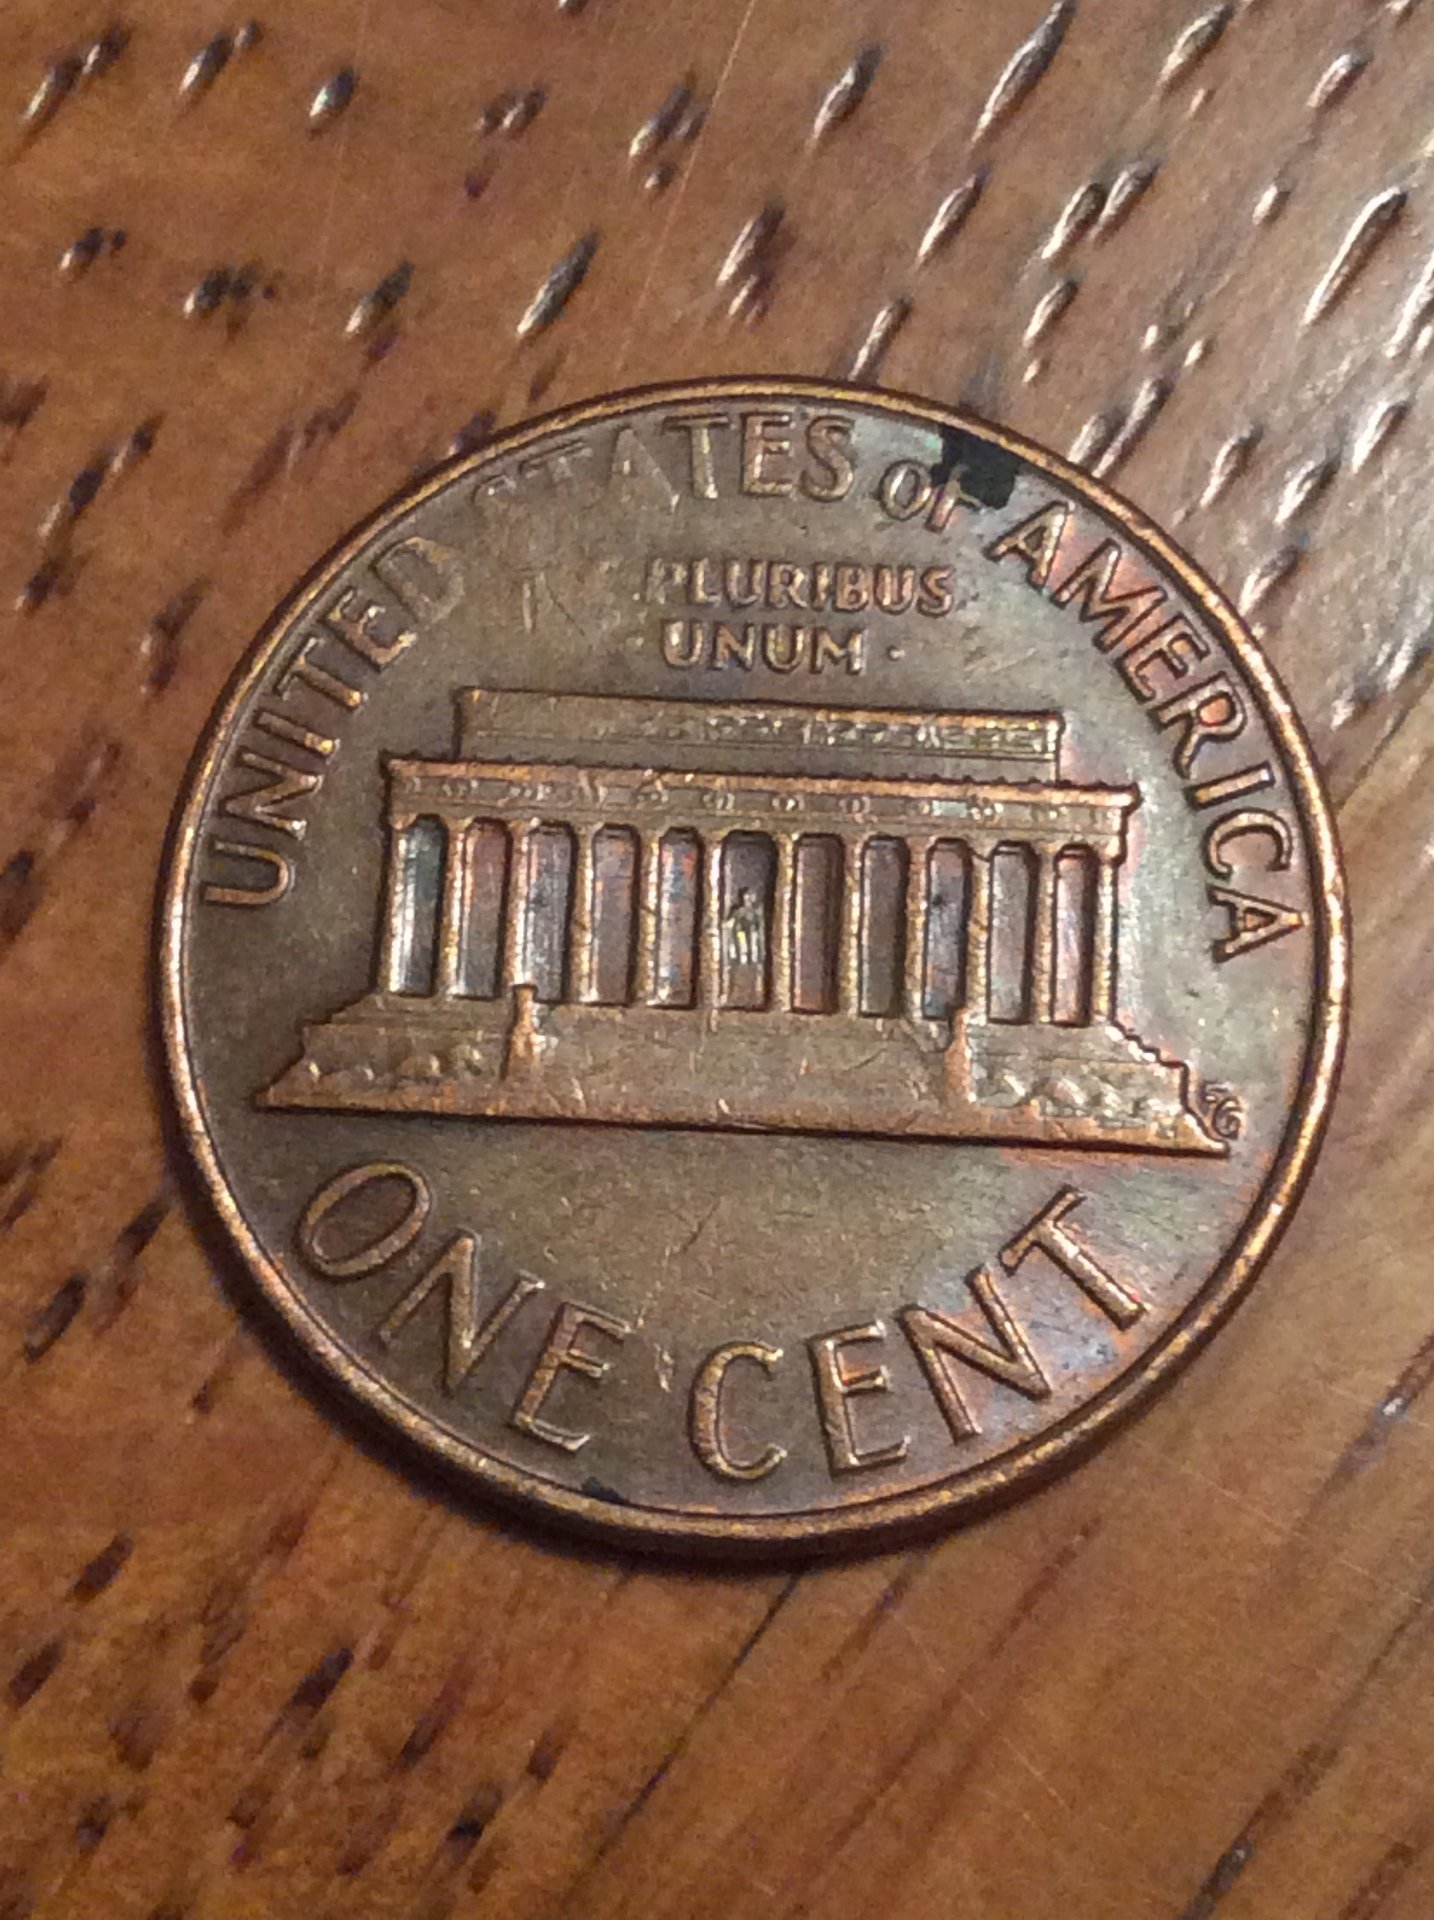 UNITED STATES OF AMERICA
PLURIBUS
UNUM
FG
ONE CENT